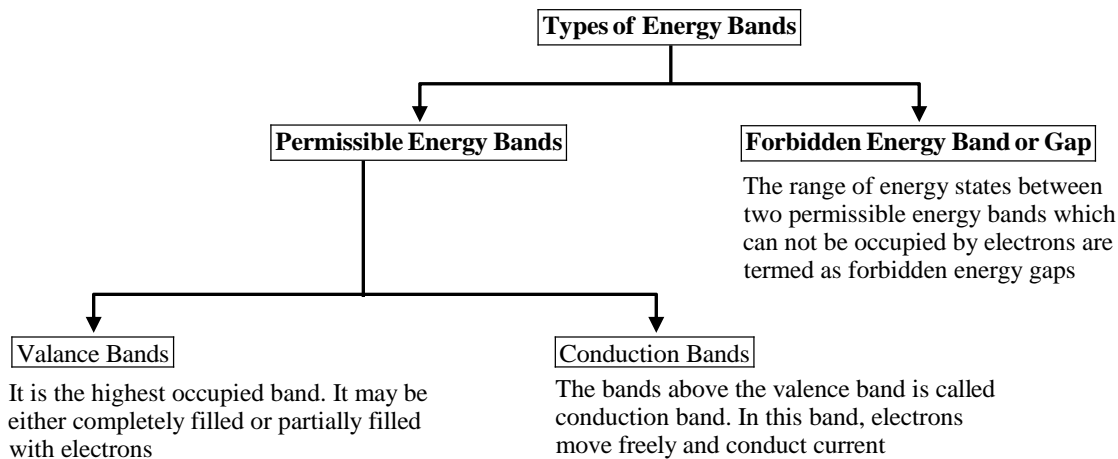 Types of Energy Bands
Permissible Energy Bands
Forbidden Energy Band or Gap
The range of energy states between
two permissible energy bands which
can not be occupied by electrons are
termed as forbidden energy gaps
Valance Bands
It is the highest occupied band. It may be
either completely filled or partially filled
with electrons
Conduction Bands
The bands above the valence band is called
conduction band. In this band, electrons
move freely and conduct current